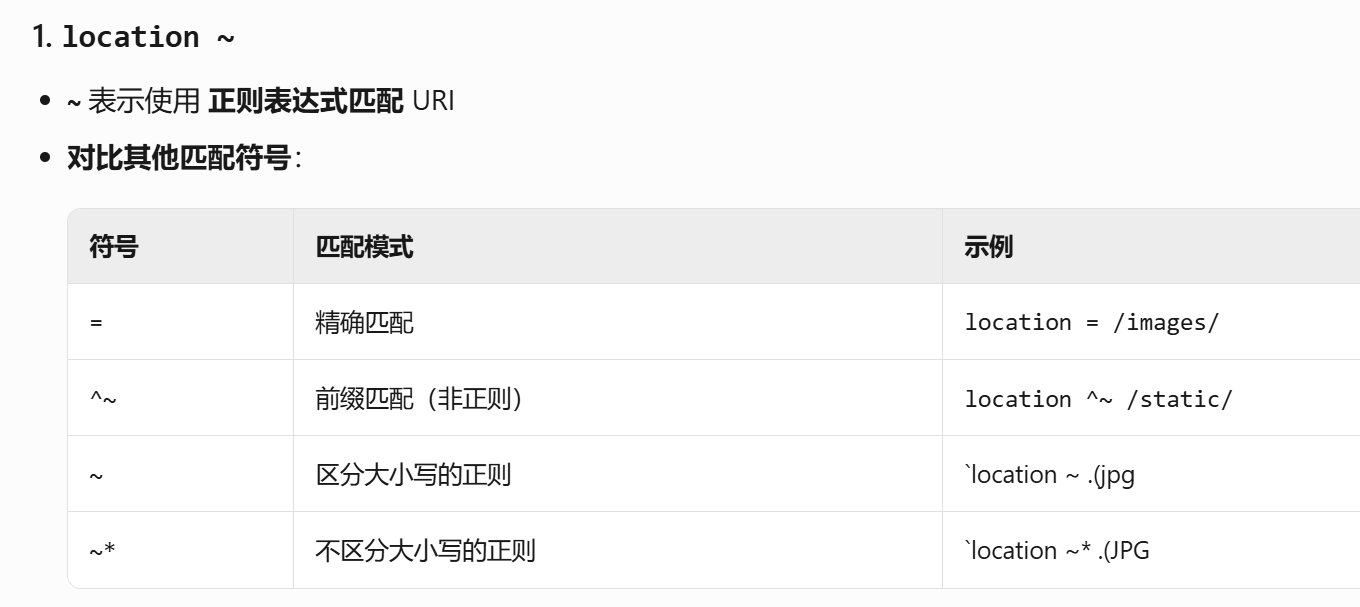 1. location ~
• ~ 表示使用 正则表达式匹配 URI
• 对比其他匹配符号：
符号 匹配模式 示例
= 精确匹配 location = /images/
^~ 前缀匹配（非正则） location ^~ /static/
~ 区分大小写的正则 `location ~ .(jpg
~* 不区分大小写的正则 `location ~* .(JPG